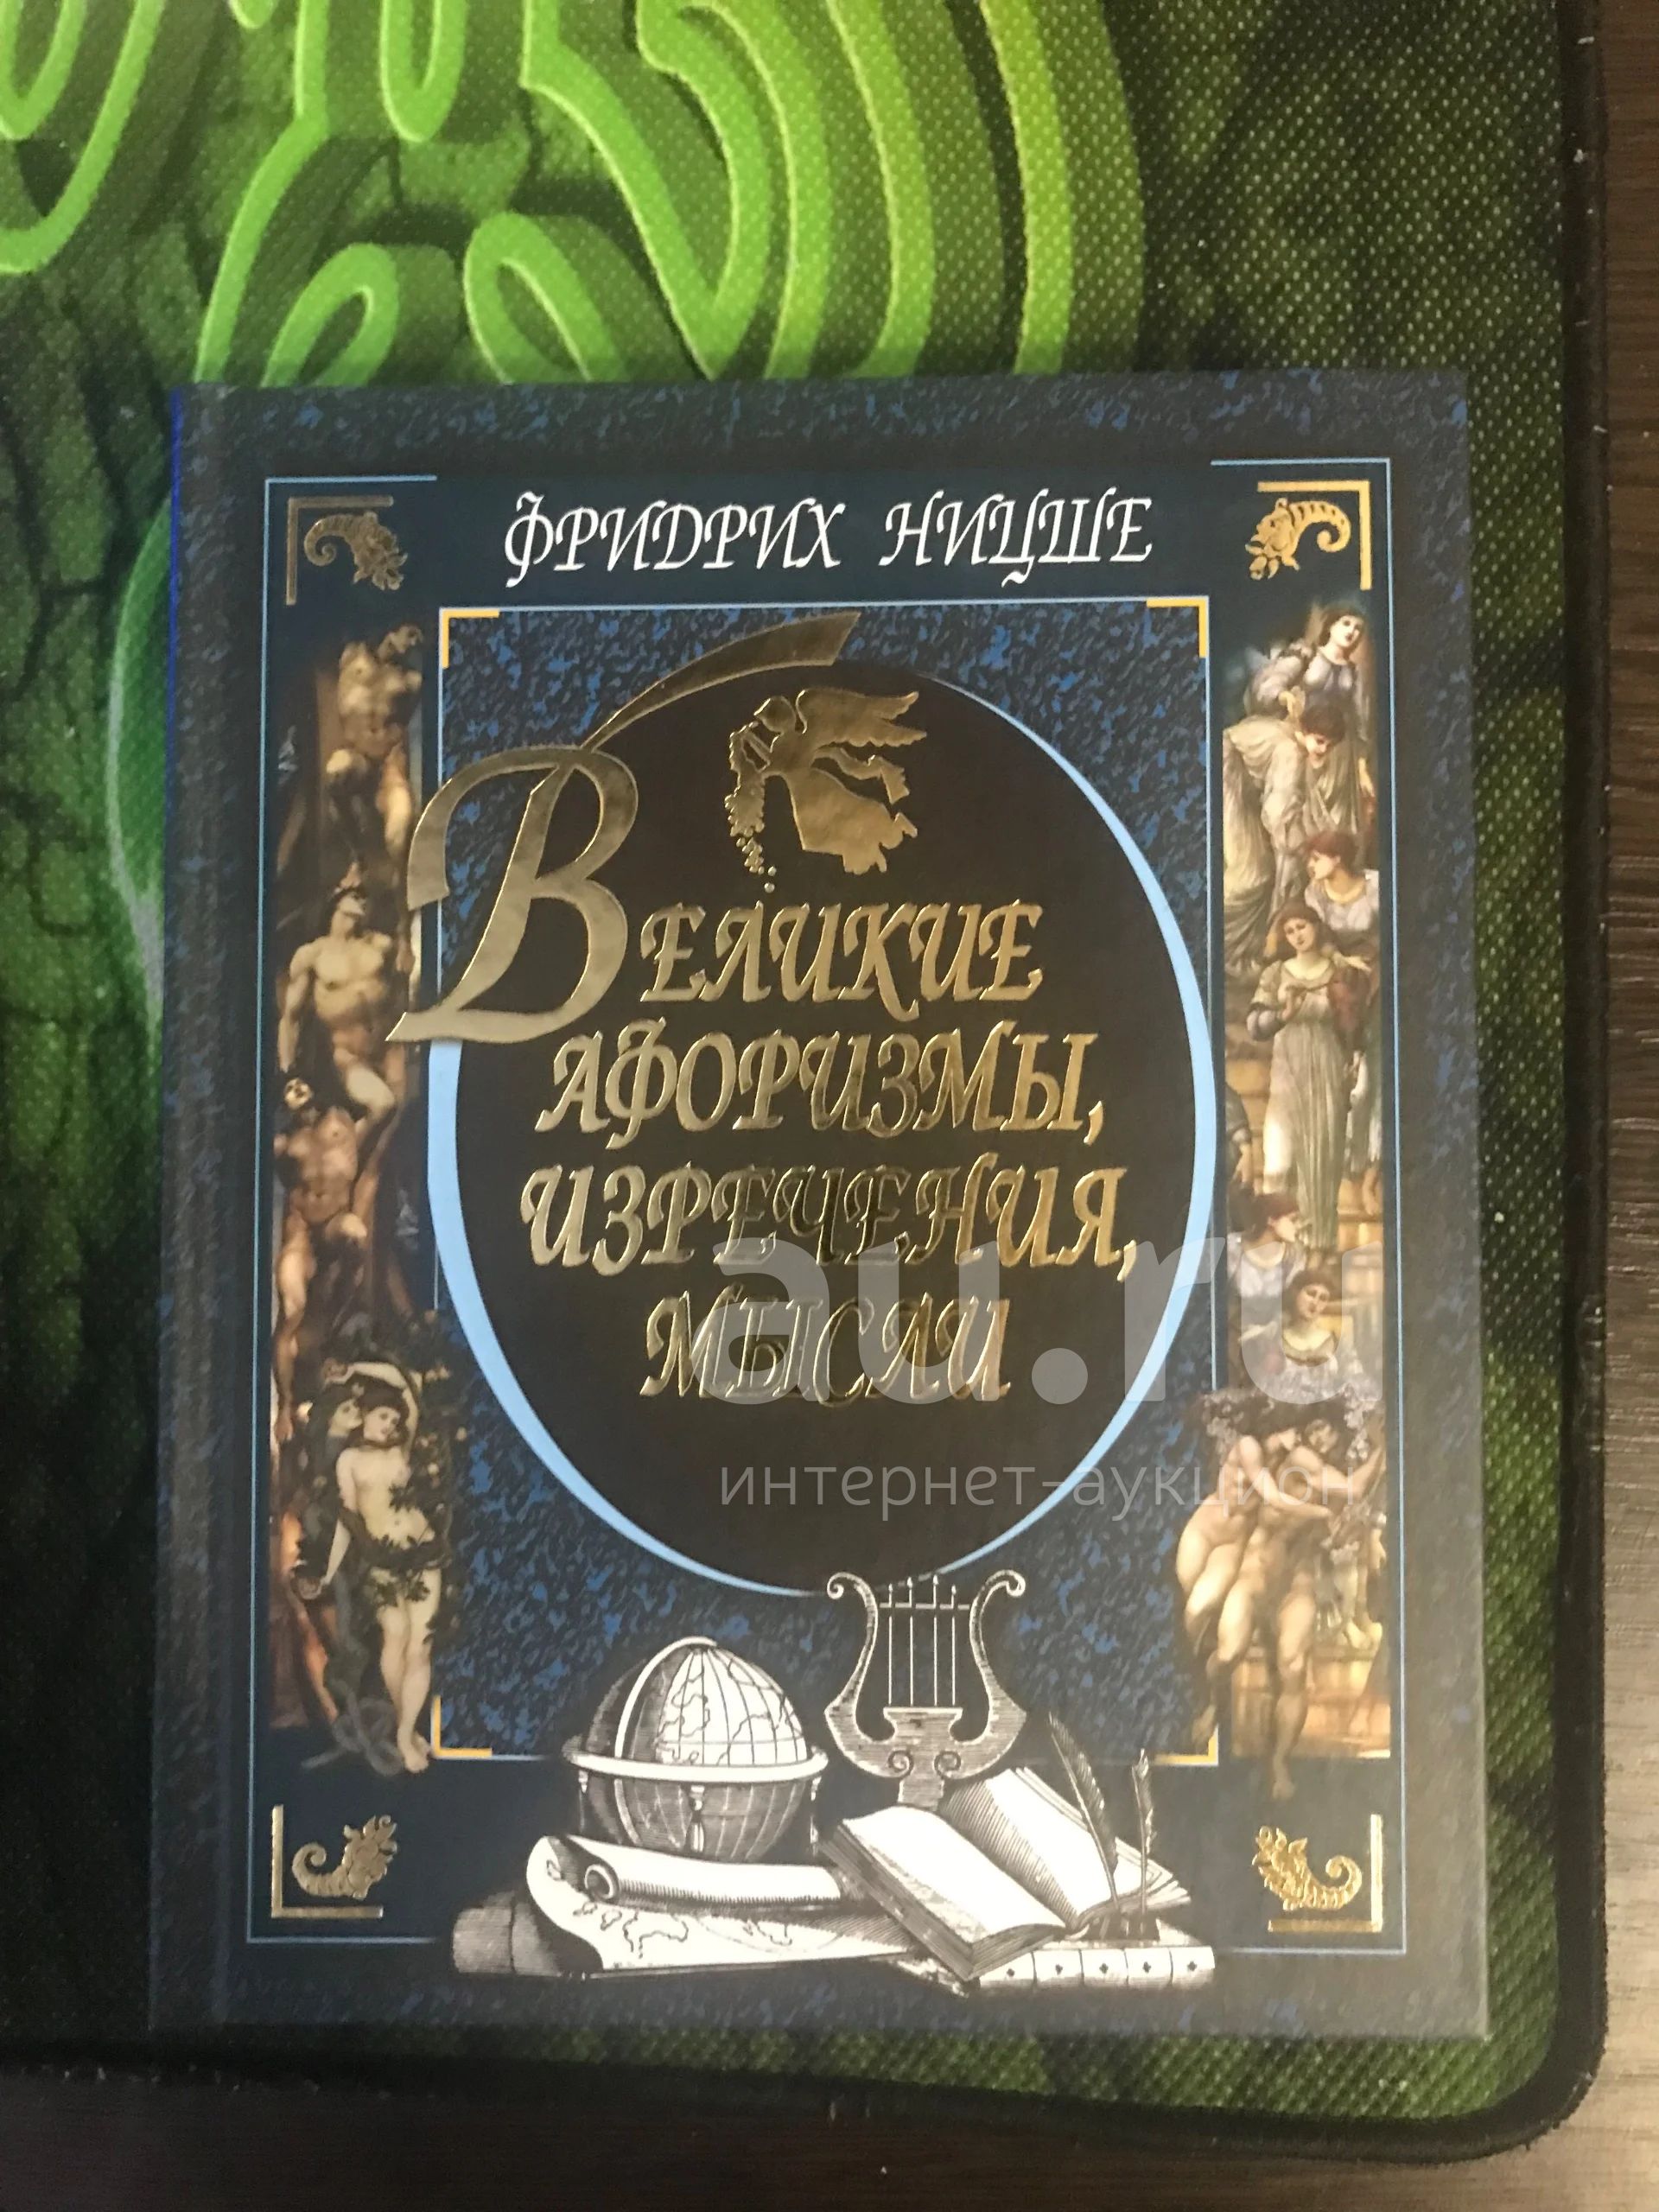 ФРИДРИХ НИЦШЕ
ВЕЛИКИЕ
АФОРИЗМЫ,
ИЗРЕЧЕНИЯ,
МЫСЛИ
au.ru
интернет-аукцион